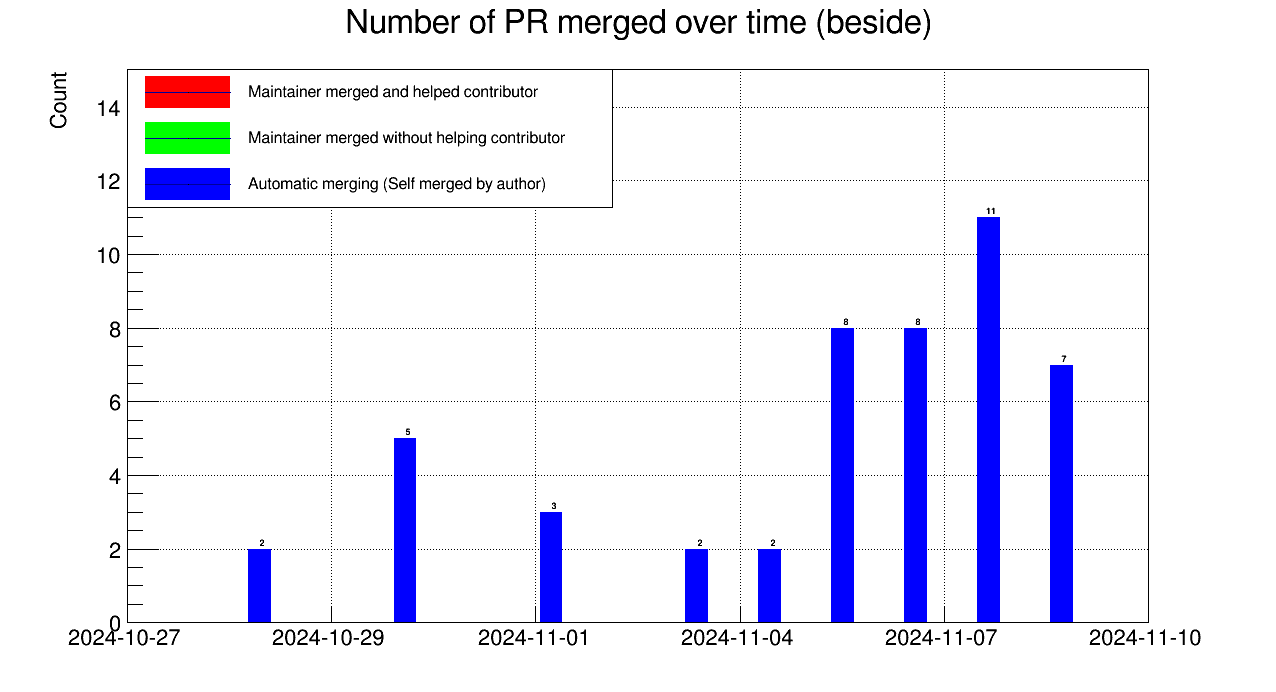 Number of PR merged over time (beside)
Count
Maintainer merged and helped contributor
Maintainer merged without helping contributor
Automatic merging (Self merged by author)
14
12
10
8
6
4
2
0
2
5
3
2
2
8
8
11
7
2024-10-27 2024-10-29 2024-11-01 2024-11-04 2024-11-07 2024-11-10